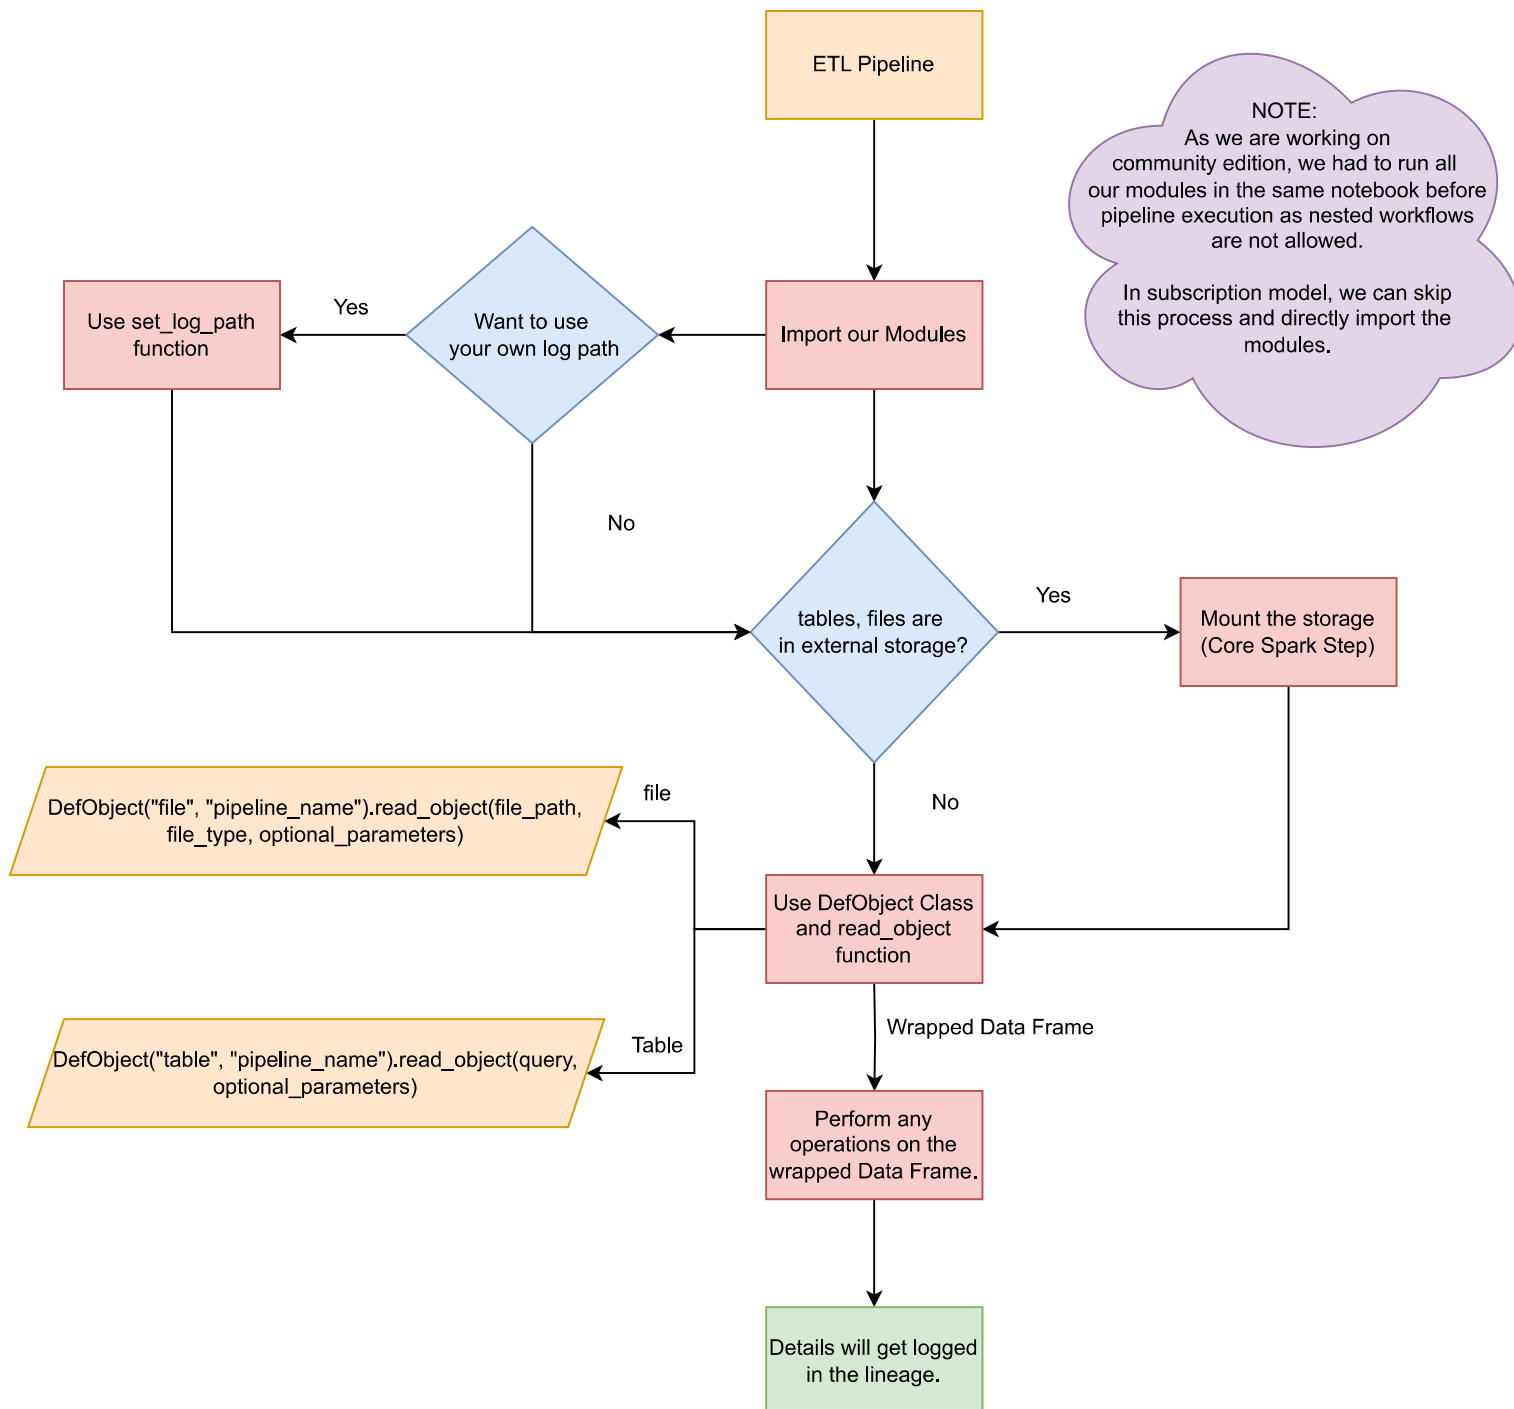 ETL Pipeline
NOTE:
As we are working on
community edition, we had to run all
our modules in the same notebook before
pipeline execution as nested workflows
are not allowed.
In subscription model, we can skip
this process and directly import the
modules.
Use set_log_path
function
Yes
Want to use
your own log path
Import our Modules
No
tables, files are
in external storage?
Yes
Mount the storage
(Core Spark Step)
DefObject("file", "pipeline_name").read_object(file_path,
file_type, optional_parameters)
file
No
Use DefObject Class
and read_object
function
Wrapped Data Frame
DefObject("table", "pipeline_name").read_object(query,
optional_parameters)
Table
Perform any
operations on the
wrapped Data Frame.
Details will get logged
in the lineage.